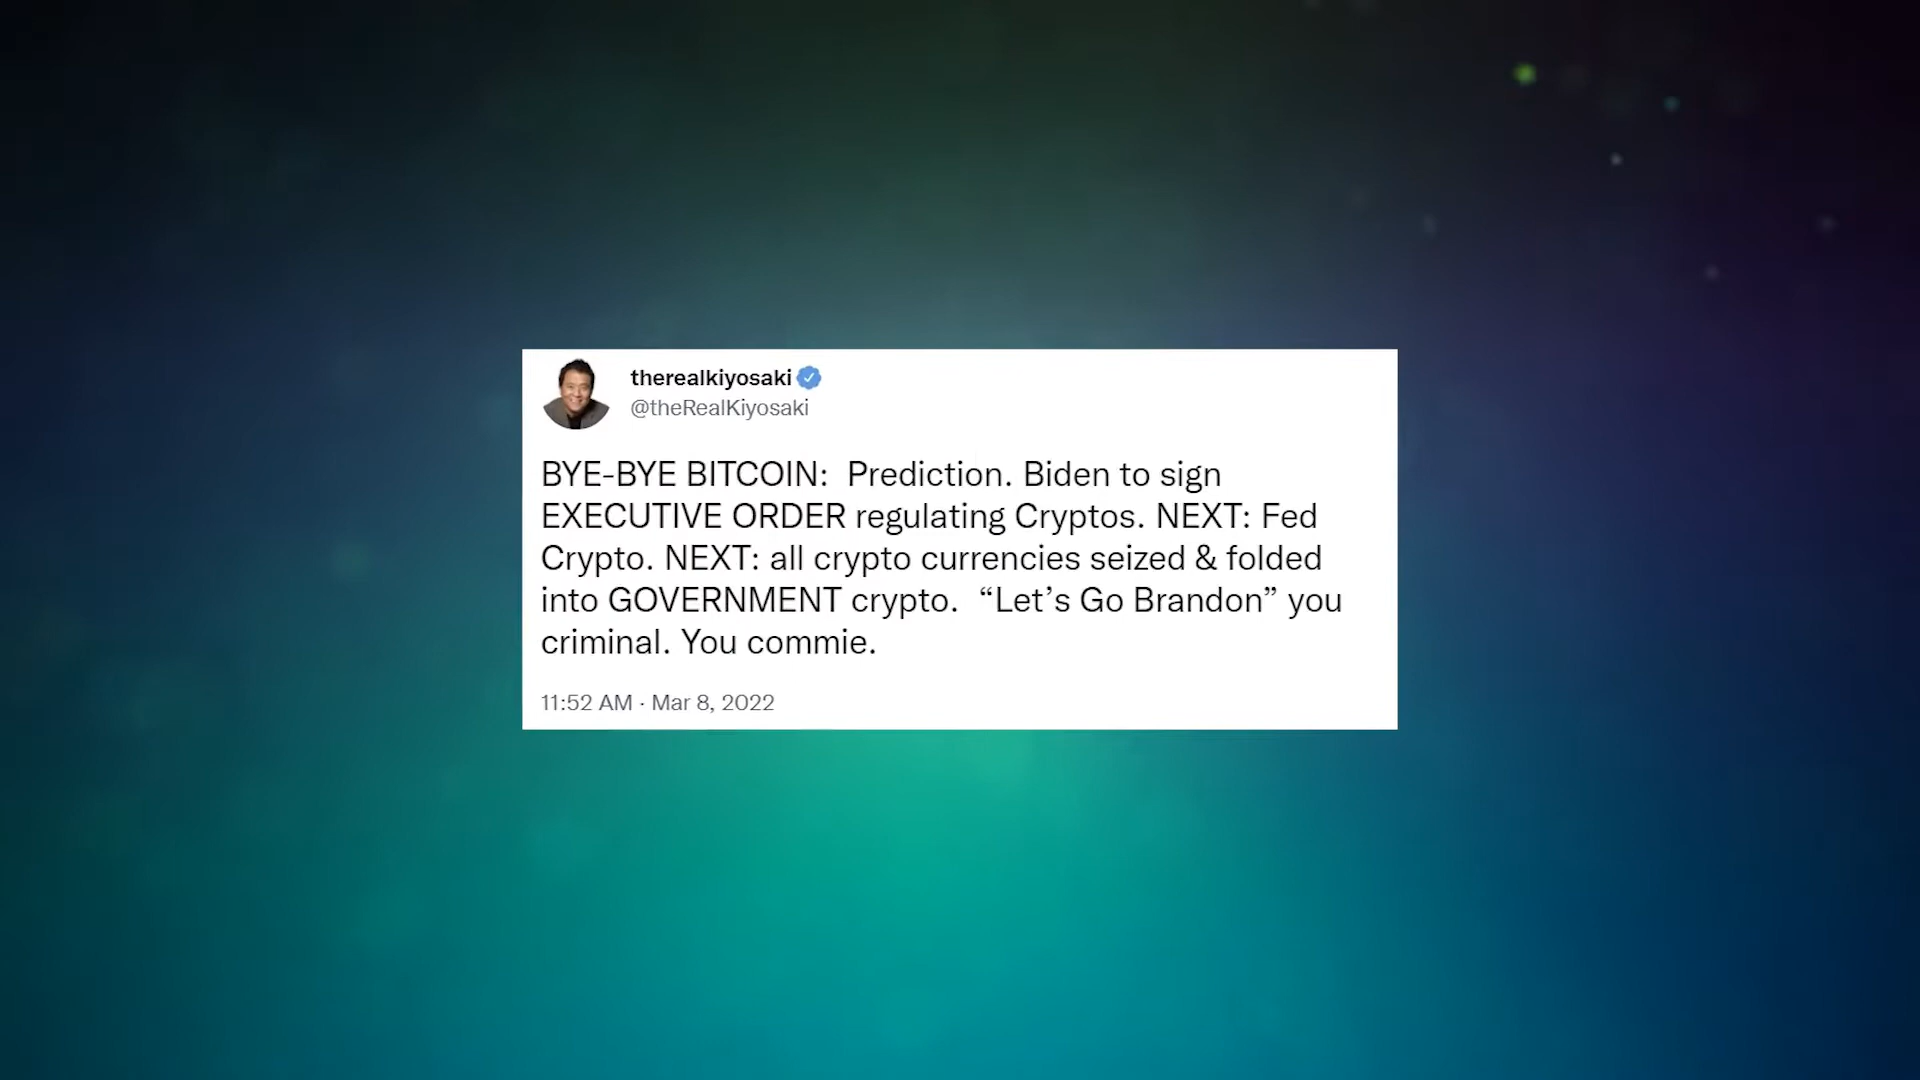 therealkiyosaki
@theRealKiyosaki
BYE-BYE BITCOIN:  Prediction. Biden to sign
EXECUTIVE ORDER regulating Cryptos. NEXT: Fed
Crypto. NEXT: all crypto currencies seized & folded
into GOVERNMENT crypto.  “Let’s Go Brandon” you
criminal. You commie.
11:52 AM · Mar 8, 2022